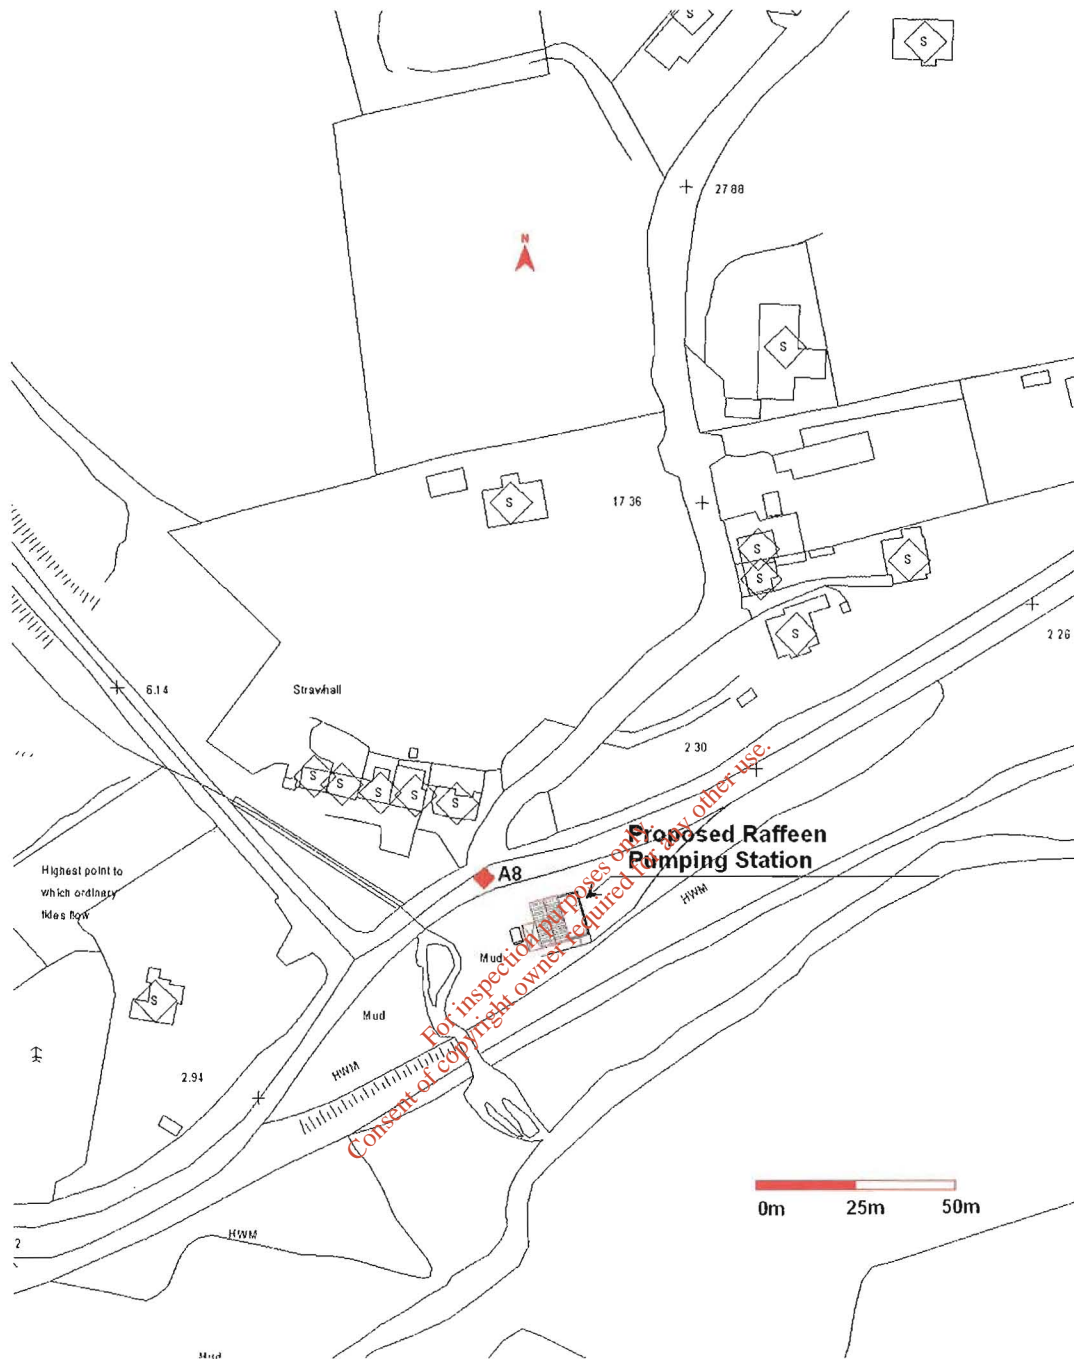 S
S
27 88
N
S
S
17 36
S
S
S
S
2 26
6.14
Strawhall
2 30
S
S
S
S
S
Proposed Raffeen
Pumping Station
A8
HWM
Highest point to
which ordinary
tides flow
Mud
S
Mud
HWM
2.94
For inspection purposes only.
Consent of copyright owner required for any other use.
0m
25m
50m
HWM
2
Mud